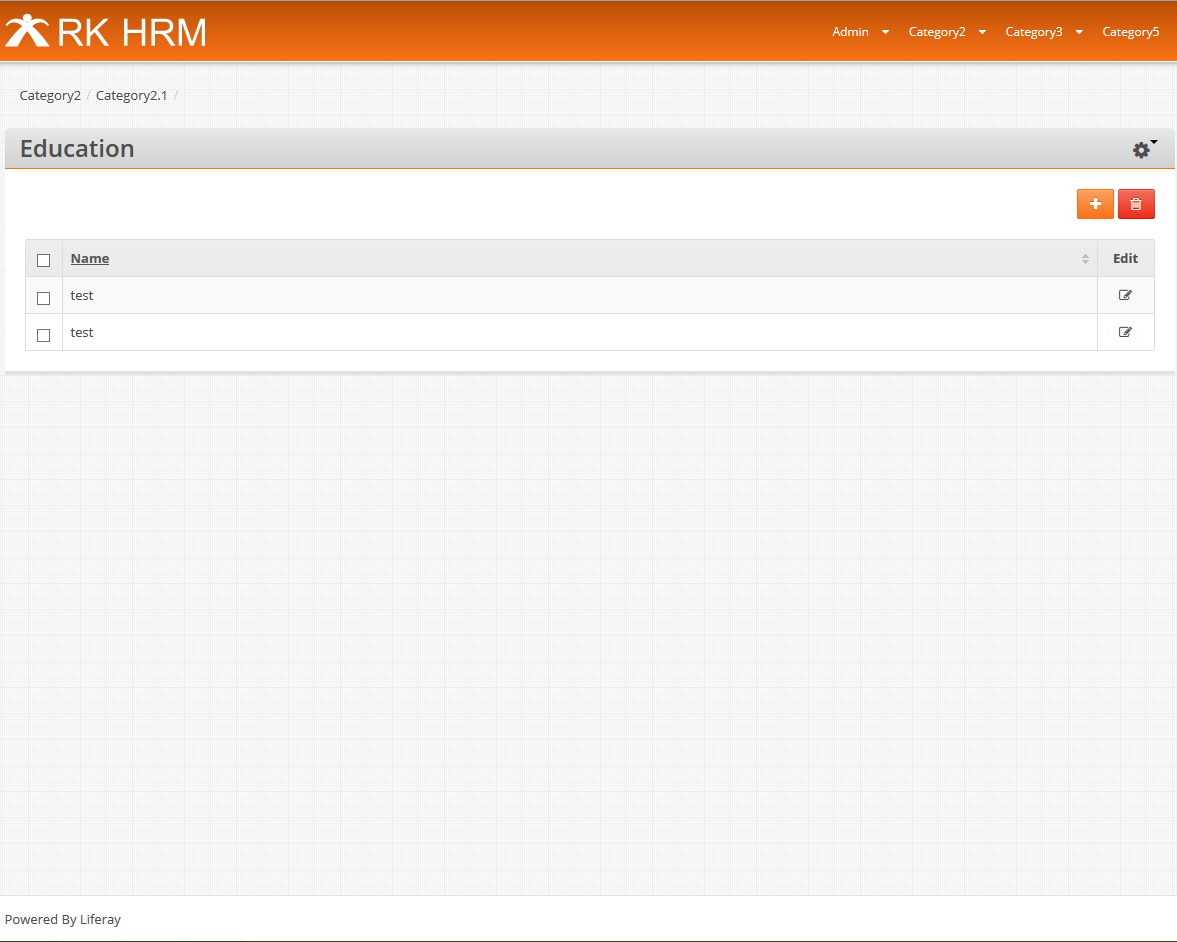 RK HRM
Admin Category2 Category3 Category5
Category2 / Category2.1 /
Education
Name Edit
test
test
Powered By Liferay